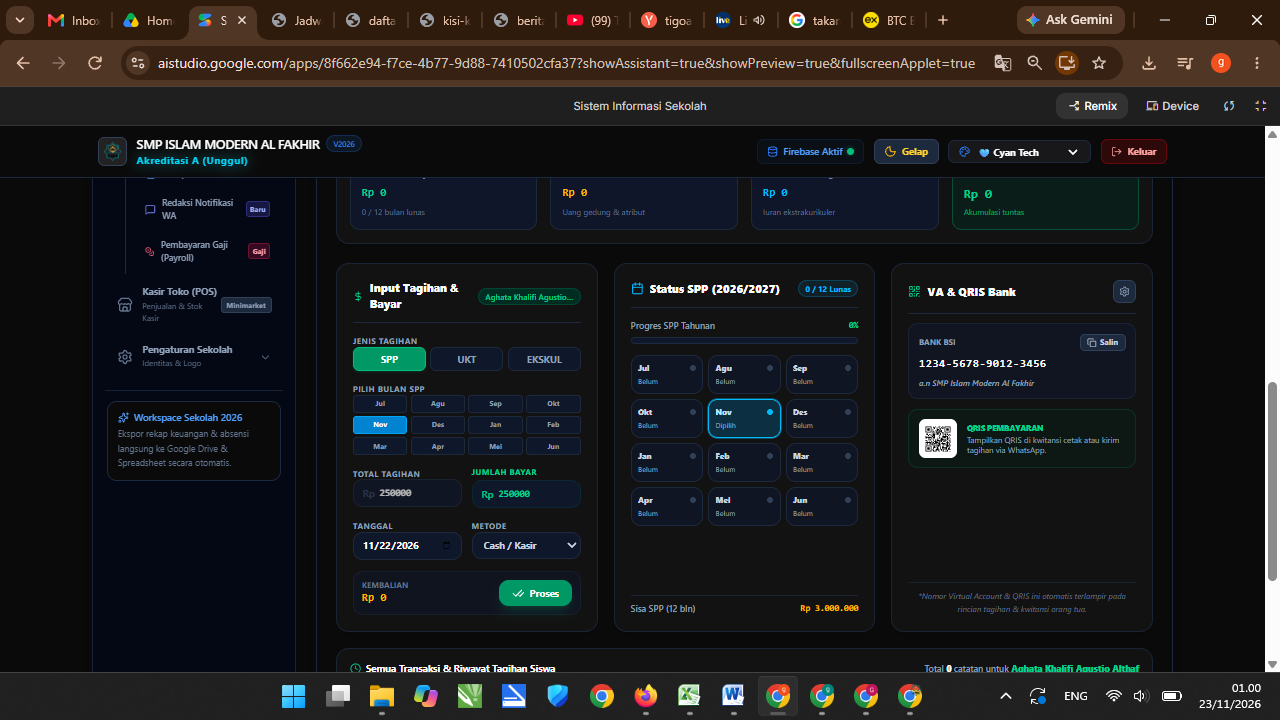 Inbo
Home
S
Jadw
dafta
kisi-k
berita
(99) T
tigoa
Li
takar
BTC E
Ask Gemini
aistudio.google.com/apps/8f662e94-f7ce-4b77-9d88-7410502cfa37?showAssistant=true&showPreview=true&fullscreenApplet=true
g
Sistem Informasi Sekolah
Remix
Device
SMP ISLAM MODERN AL FAKHIR
V2026
Akreditasi A (Unggul)
Firebase Aktif
Gelap
Cyan Tech
Keluar
Redaksi Notifikasi
WA
Baru
Pembayaran Gaji
(Payroll)
Gaji
Kasir Toko (POS)
Penjualan & Stok
Kasir
Minimarket
Pengaturan Sekolah
Identitas & Logo
Workspace Sekolah 2026
Ekspor rekap keuangan & absensi
langsung ke Google Drive &
Spreadsheet secara otomatis.
Rp 0
0 / 12 bulan lunas
Rp 0
Uang gedung & atribut
Rp 0
Iuran ekstrakurikuler
Rp 0
Akumulasi tuntas
Input Tagihan &
Bayar
Aghata Khalifi Agustio...
JENIS TAGIHAN
SPP
UKT
EKSKUL
PILIH BULAN SPP
Jul
Agu
Sep
Okt
Nov
Des
Jan
Feb
Mar
Apr
Mei
Jun
TOTAL TAGIHAN
JUMLAH BAYAR
Rp 250000
Rp 250000
TANGGAL
METODE
11/22/2026
Cash / Kasir
KEMBALIAN
Rp 0
Proses
Status SPP (2026/2027)
0 / 12 Lunas
Progres SPP Tahunan
0%
Jul
Belum
Agu
Belum
Sep
Belum
Okt
Belum
Nov
Dipilih
Des
Belum
Jan
Belum
Feb
Belum
Mar
Belum
Apr
Belum
Mei
Belum
Jun
Belum
Sisa SPP (12 bln)
Rp 3.000.000
VA & QRIS Bank
BANK BSI
Salin
1234-5678-9012-3456
a.n SMP Islam Modern Al Fakhir
QRIS PEMBAYARAN
Tampilkan QRIS di kwitansi cetak atau kirim
tagihan via WhatsApp.
*Nomor Virtual Account & QRIS ini otomatis terlampir pada
rincian tagihan & kwitansi orang tua.
Semua Transaksi & Riwayat Tagihan Siswa
Total 0 catatan untuk Aghata Khalifi Agustio Althaf
ENG
01.00
23/11/2026